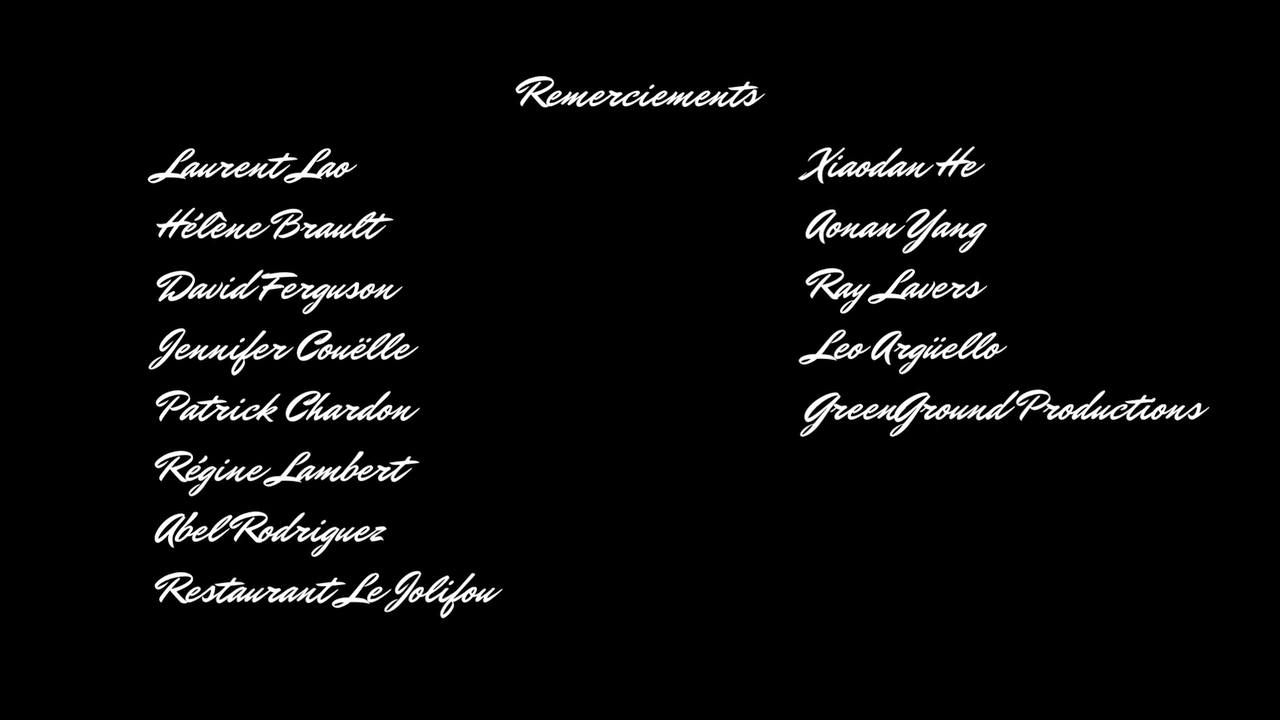 Remerciements
Laurent Lao
Hélène Brault
David Ferguson
Jennifer Couëlle
Patrick Chardon
Régine Lambert
Abel Rodriguez
Restaurant Le Jolifou
Xiaodan He
Aonan Yang
Ray Lavers
Leo Argüello
GreenGround Productions